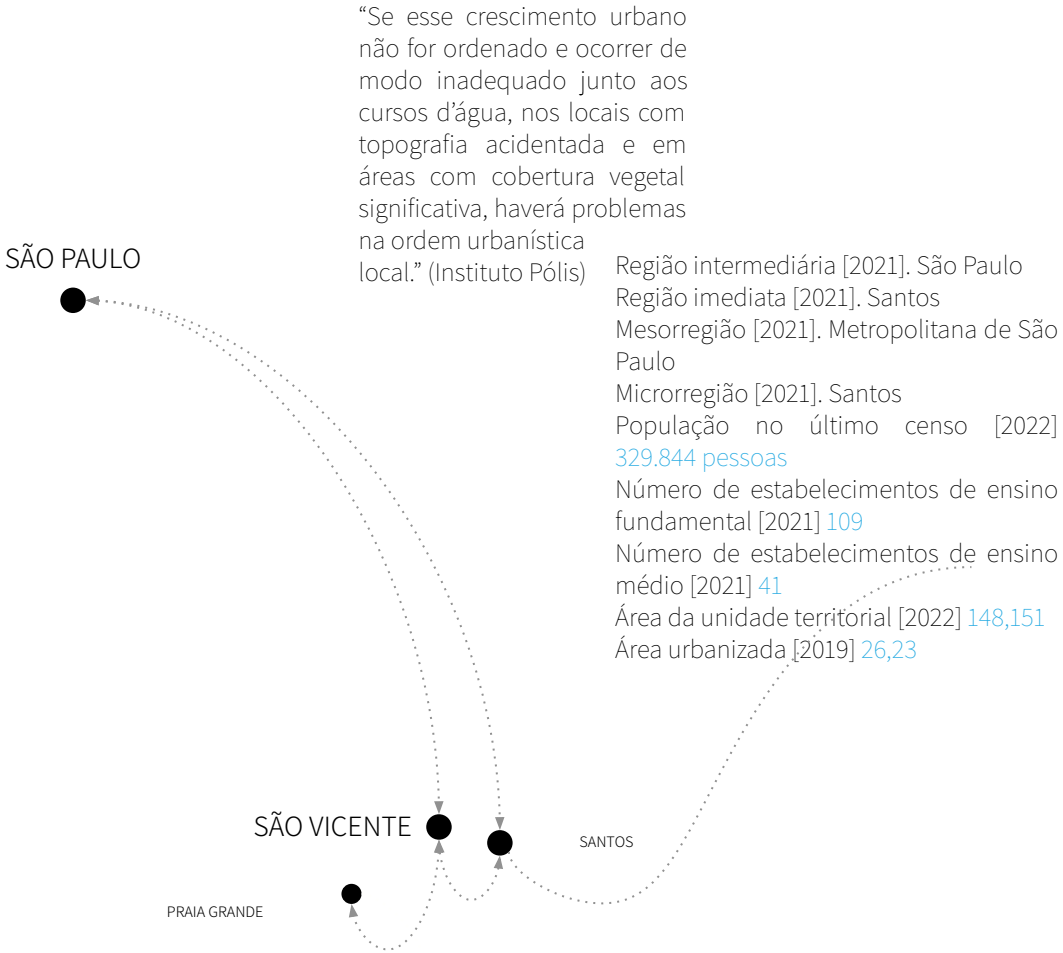 “Se esse crescimento urbano
não for ordenado e ocorrer de
modo inadequado junto aos
cursos d’água, nos locais com
topografia acidentada e em
áreas com cobertura vegetal
significativa, haverá problemas
na ordem urbanística
local.” (Instituto Pólis)
SÃO PAULO
Região intermediária [2021]. São Paulo
Região imediata [2021]. Santos
Mesorregião [2021]. Metropolitana de São
Paulo
Microrregião [2021]. Santos
População no último censo [2022]
329.844 pessoas
Número de estabelecimentos de ensino
fundamental [2021] 109
Número de estabelecimentos de ensino
médio [2021] 41
Área da unidade territorial [2022] 148,151
Área urbanizada [2019] 26,23
SÃO VICENTE
SANTOS
PRAIA GRANDE